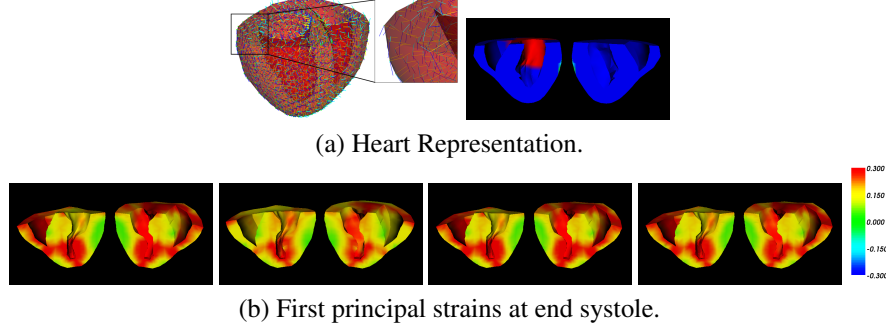 (a) Heart Representation.
0.300
0.150
0.000
-0.150
-0.300
(b) First principal strains at end systole.